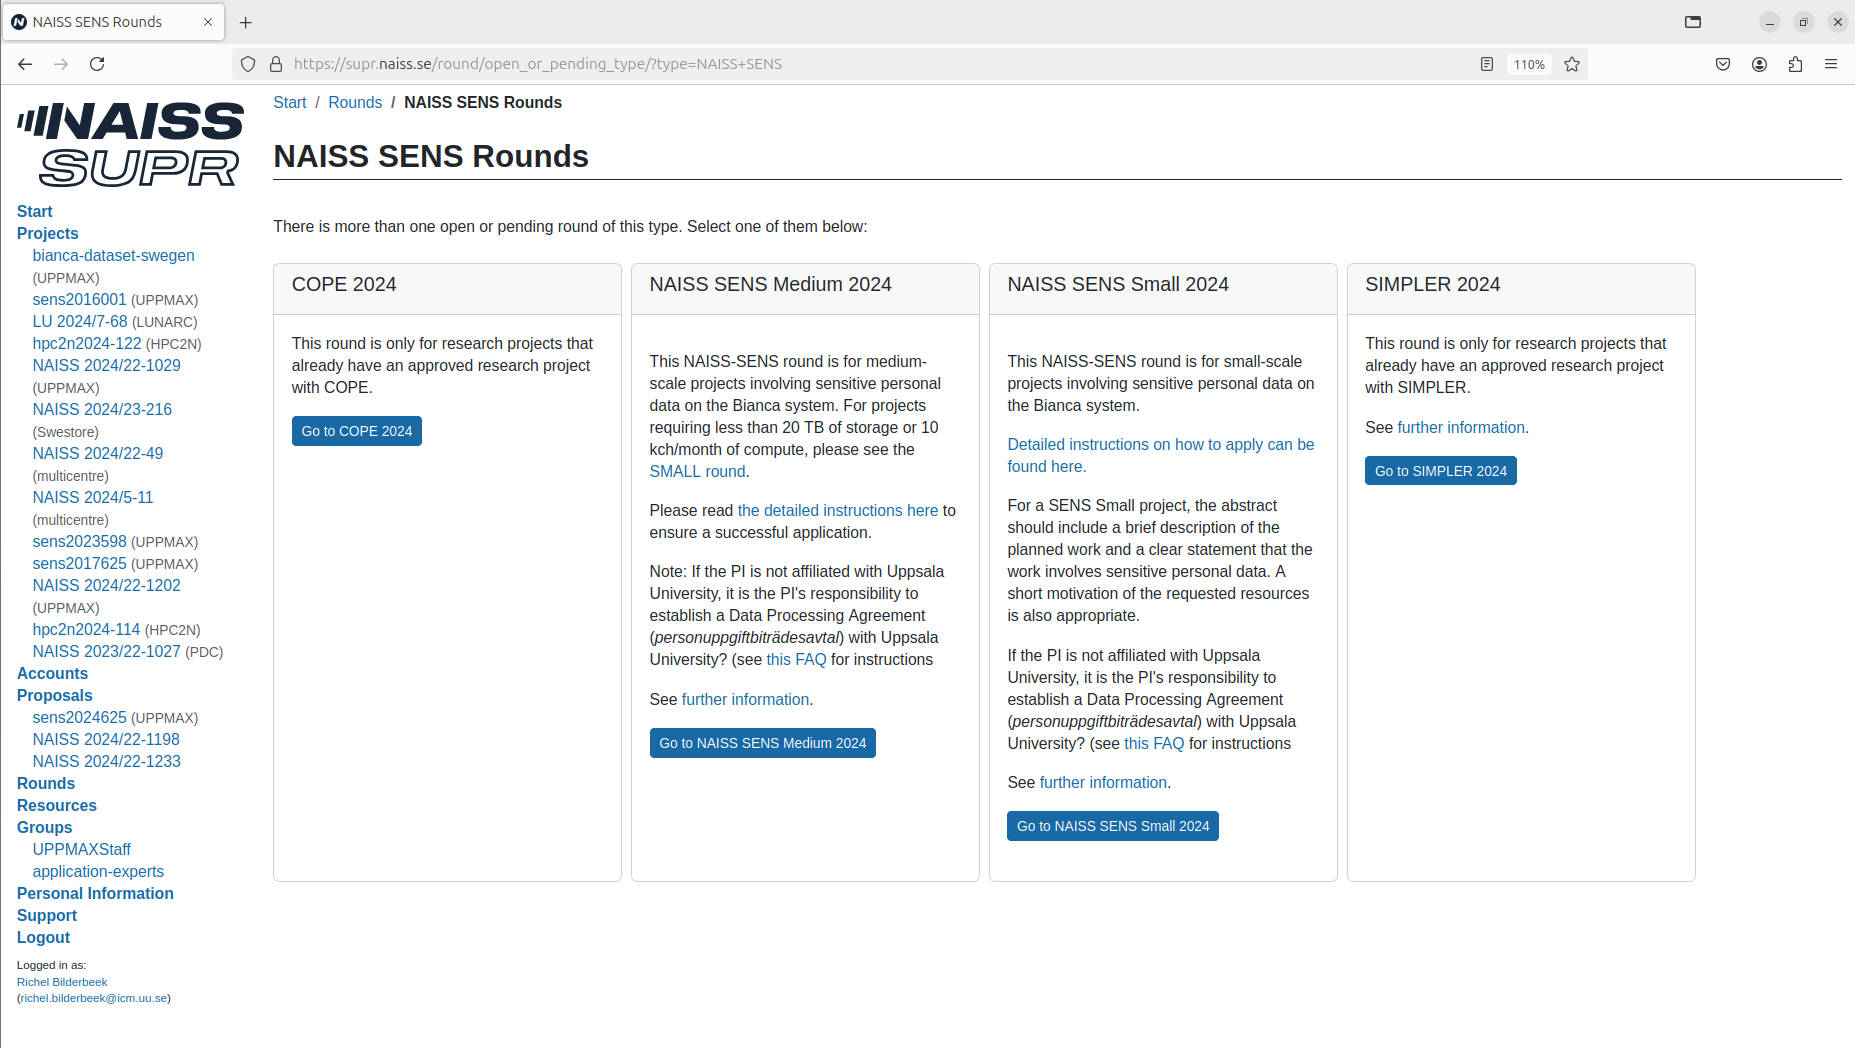 NAISS SENS Rounds
https://supr.naiss.se/round/open_or_pending_type/?type=NAISS+SENS
110%
NAISS
SUPR
Start
Projects
bianca-dataset-swegen
(UPPMAX)
sens2016001 (UPPMAX)
LU 2024/7-68 (LUNARC)
hpc2n2024-122 (HPC2N)
NAISS 2024/22-1029
(UPPMAX)
NAISS 2024/23-216
(Swestore)
NAISS 2024/22-49
(multicentre)
NAISS 2024/5-11
(multicentre)
sens2023598 (UPPMAX)
sens2017625 (UPPMAX)
NAISS 2024/22-1202
(UPPMAX)
hpc2n2024-114 (HPC2N)
NAISS 2023/22-1027 (PDC)
Accounts
Proposals
sens2024625 (UPPMAX)
NAISS 2024/22-1198
NAISS 2024/22-1233
Rounds
Resources
Groups
UPPMAXStaff
application-experts
Personal Information
Support
Logout
Logged in as:
Richel Bilderbeek
(richel.bilderbeek@icm.uu.se)
Start / Rounds / NAISS SENS Rounds
NAISS SENS Rounds
There is more than one open or pending round of this type. Select one of them below:
COPE 2024
This round is only for research projects that
already have an approved research project
with COPE.
Go to COPE 2024
NAISS SENS Medium 2024
This NAISS-SENS round is for medium-
scale projects involving sensitive personal
data on the Bianca system. For projects
requiring less than 20 TB of storage or 10
kch/month of compute, please see the
SMALL round.
Please read the detailed instructions here to
ensure a successful application.
Note: If the PI is not affiliated with Uppsala
University, it is the PI's responsibility to
establish a Data Processing Agreement
(personuppgiftbiträdesavtal) with Uppsala
University? (see this FAQ for instructions
See further information.
Go to NAISS SENS Medium 2024
NAISS SENS Small 2024
This NAISS-SENS round is for small-scale
projects involving sensitive personal data on
the Bianca system.
Detailed instructions on how to apply can be
found here.
For a SENS Small project, the abstract
should include a brief description of the
planned work and a clear statement that the
work involves sensitive personal data. A
short motivation of the requested resources
is also appropriate.
If the PI is not affiliated with Uppsala
University, it is the PI's responsibility to
establish a Data Processing Agreement
(personuppgiftbiträdesavtal) with Uppsala
University? (see this FAQ for instructions
See further information.
Go to NAISS SENS Small 2024
SIMPLER 2024
This round is only for research projects that
already have an approved research project
with SIMPLER.
See further information.
Go to SIMPLER 2024